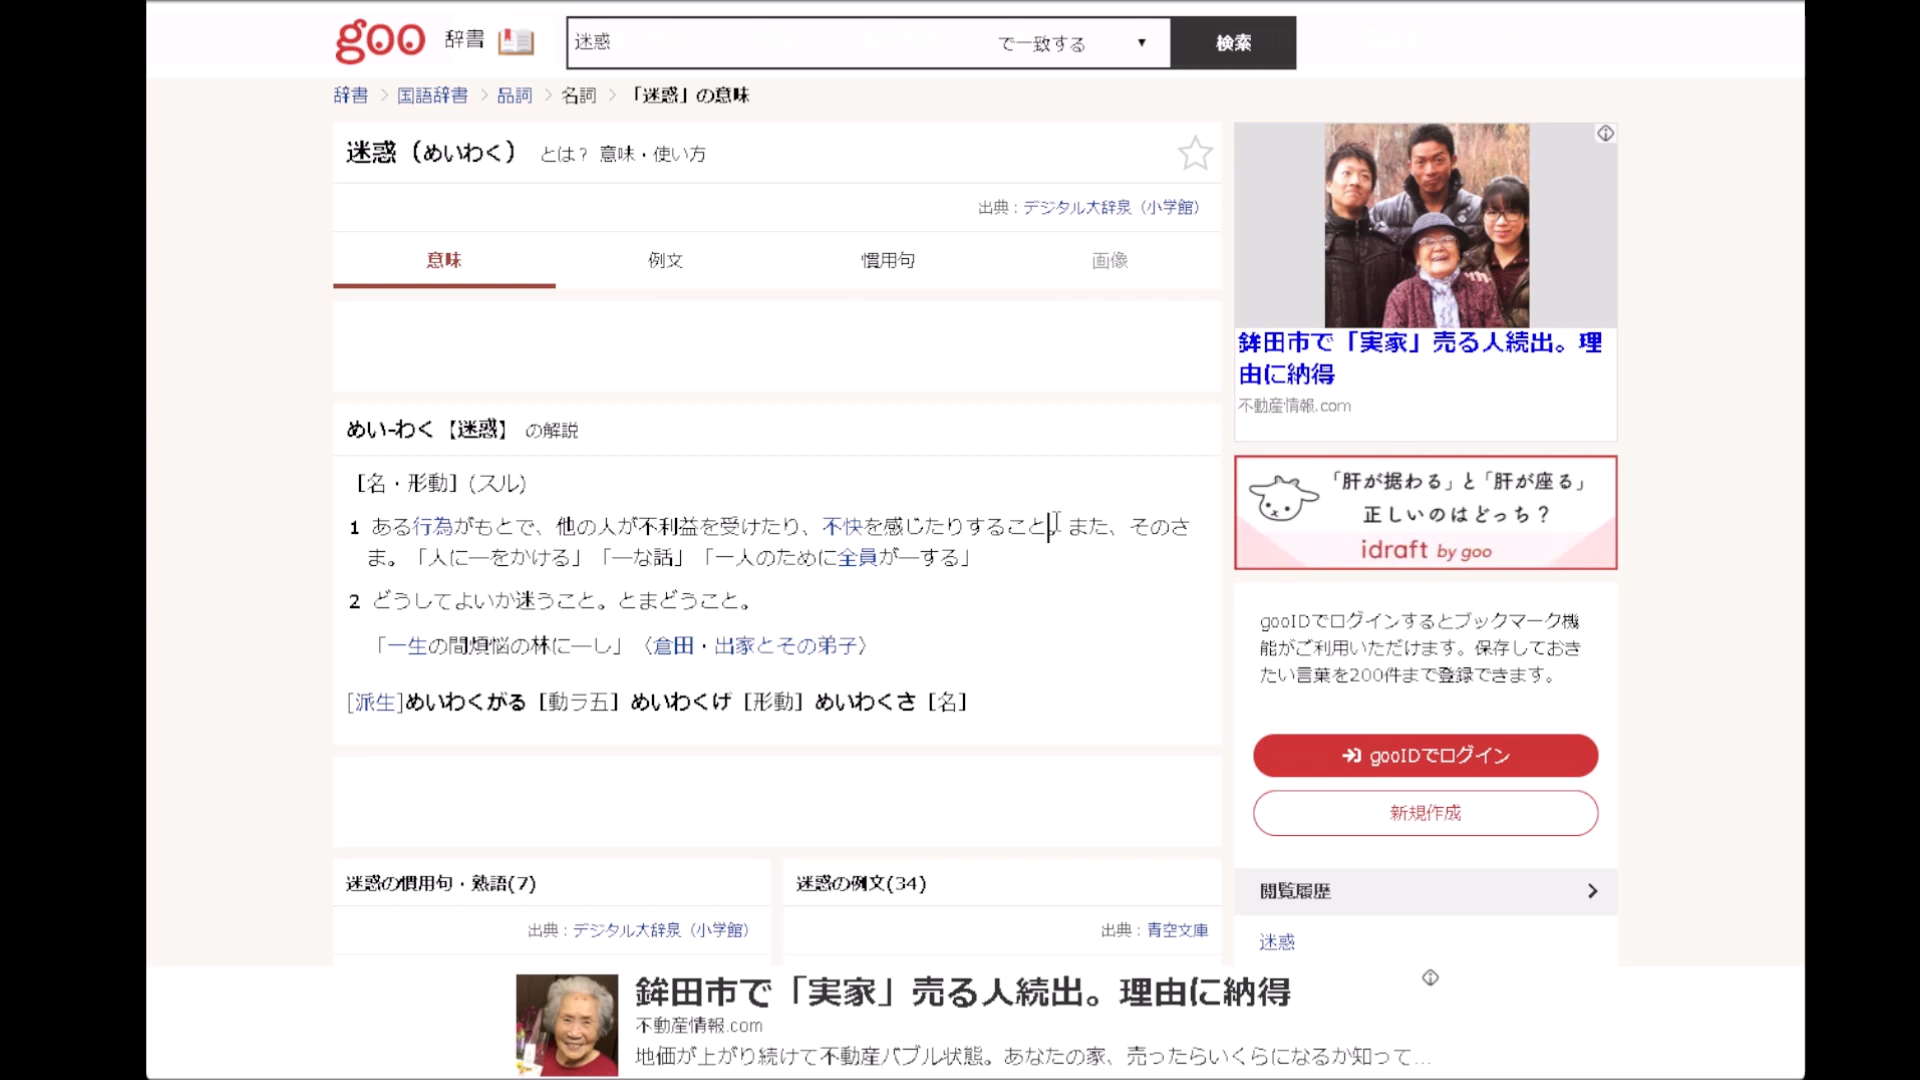 goo 辞書
迷惑 で一致する ▼ 検索
辞書 > 国語辞書 > 品詞 > 名詞 > 「迷惑」の意味
迷惑（めいわく） とは? 意味・使い方
出典：デジタル大辞泉（小学館）
意味 例文 慣用句 画像
めい‐わく【迷惑】 の解説
［名・形動］(スル)
1 ある行為がもとで、他の人が不利益を受けたり、不快を感じたりすること。また、そのさ
ま。「人に―をかける」「―な話」「一人のために全員が―する」
2 どうしてよいか迷うこと。とまどうこと。
「一生の間煩悩の林に―し」〈倉田・出家とその弟子〉
[派生]めいわくがる［動ラ五］めいわくげ［形動］めいわくさ［名］
迷惑の慣用句・熟語(7)
出典：デジタル大辞泉（小学館）
迷惑の例文(34)
出典：青空文庫
鉾田市で「実家」売る人続出。理
由に納得
不動産情報.com
「肝が据わる」と「肝が座る」
正しいのはどっち？
idraft by goo
gooIDでログインするとブックマーク機
能がご利用いただけます。保存しておき
たい言葉を200件まで登録できます。
gooIDでログイン
新規作成
閲覧履歴
迷惑
鉾田市で「実家」売る人続出。理由に納得
不動産情報.com
地価が上がり続けて不動産バブル状態。あなたの家、売ったらいくらになるか知って…